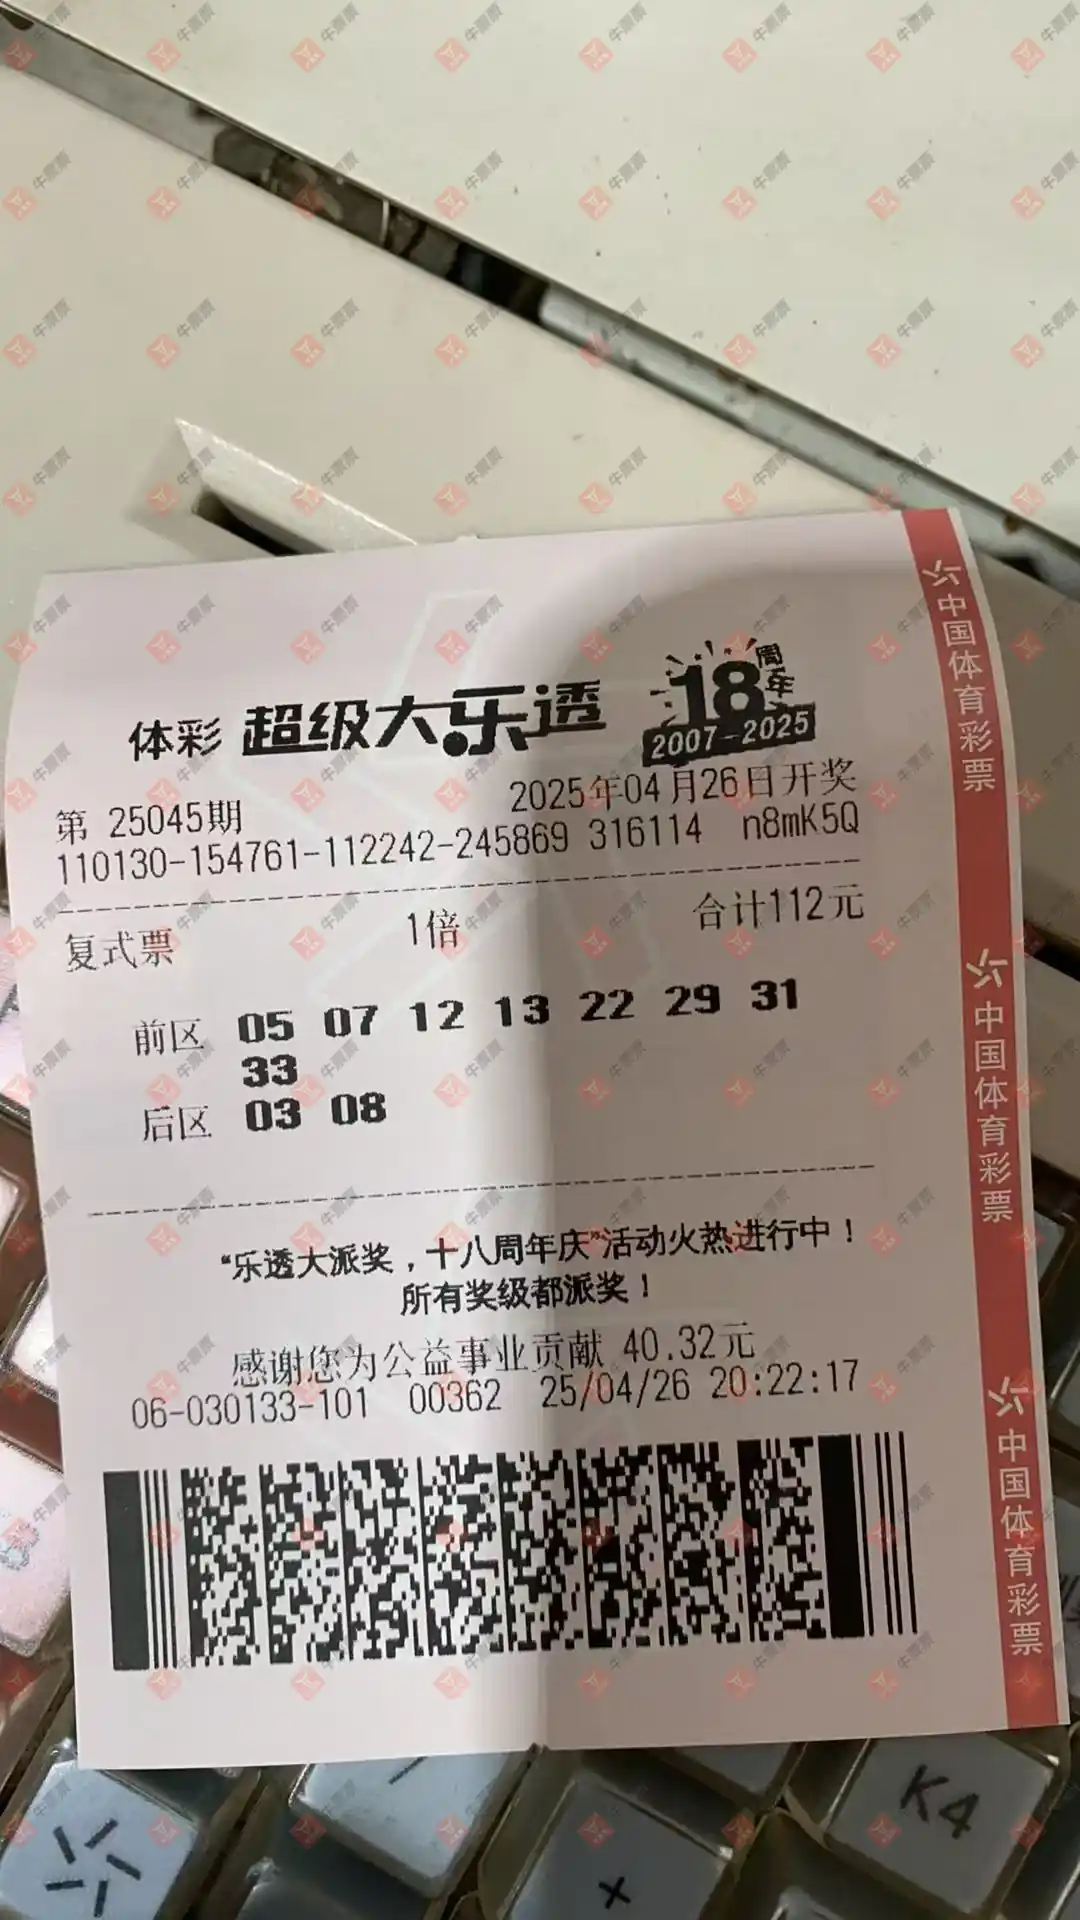 体彩 超级大乐透 18周年
2007-2025
第 25045期 2025年04月26日开奖
110130-154761-112242-245869 316114 n8mK5Q
复式票 1倍 合计112元
前区 05 07 12 13 22 29 31
33
后区 03 08
“乐透大派奖，十八周年庆”活动火热进行中！
所有奖级都派奖！
感谢您为公益事业贡献 40.32元
06-030133-101 00362 25/04/26 20:22:17
中国体育彩票
中国体育彩票
中国体育彩票
K4
+
牛票票